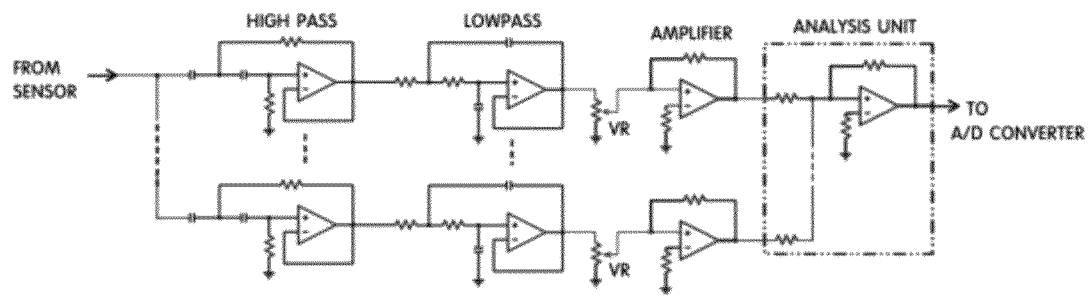 HIGH PASS
LOWPASS
AMPLIFIER
ANALYSIS UNIT
FROM
SENSOR
VR
TO
A/D CONVERTER
VR